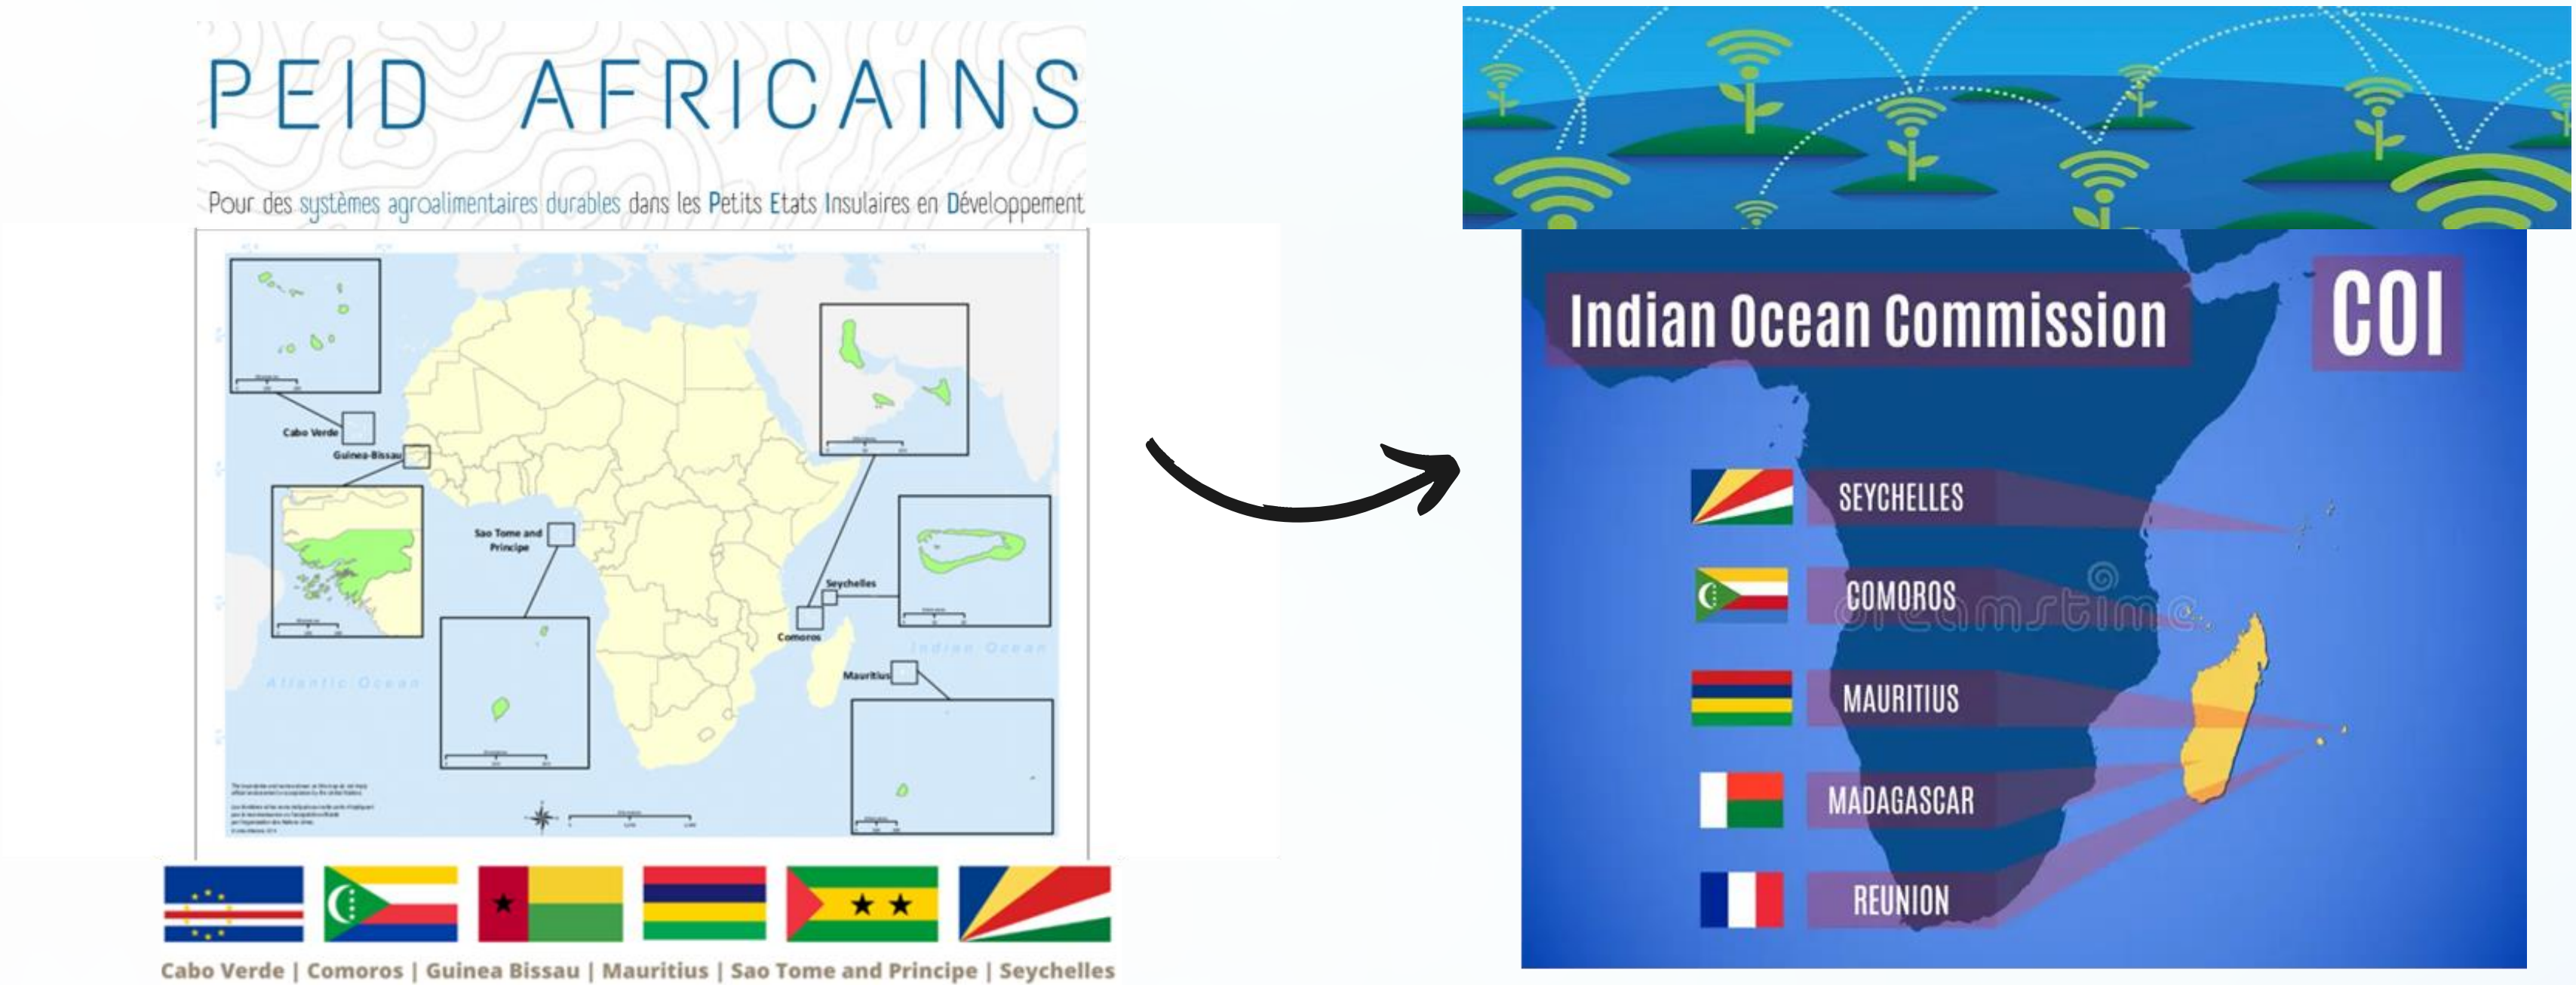 PEID AFRICAINS
Pour des systèmes agroalimentaires durables dans les Petits Etats Insulaires en Développement
Cabo Verde
Guinea-Bissau
Sao Tome and
Principe
Seychelles
Comoros
Mauritius
Indian Ocean
Atlantic Ocean
Cabo Verde | Comoros | Guinea Bissau | Mauritius | Sao Tome and Principe | Seychelles
Indian Ocean Commission
COI
SEYCHELLES
COMOROS
dreamstime
MAURITIUS
MADAGASCAR
REUNION